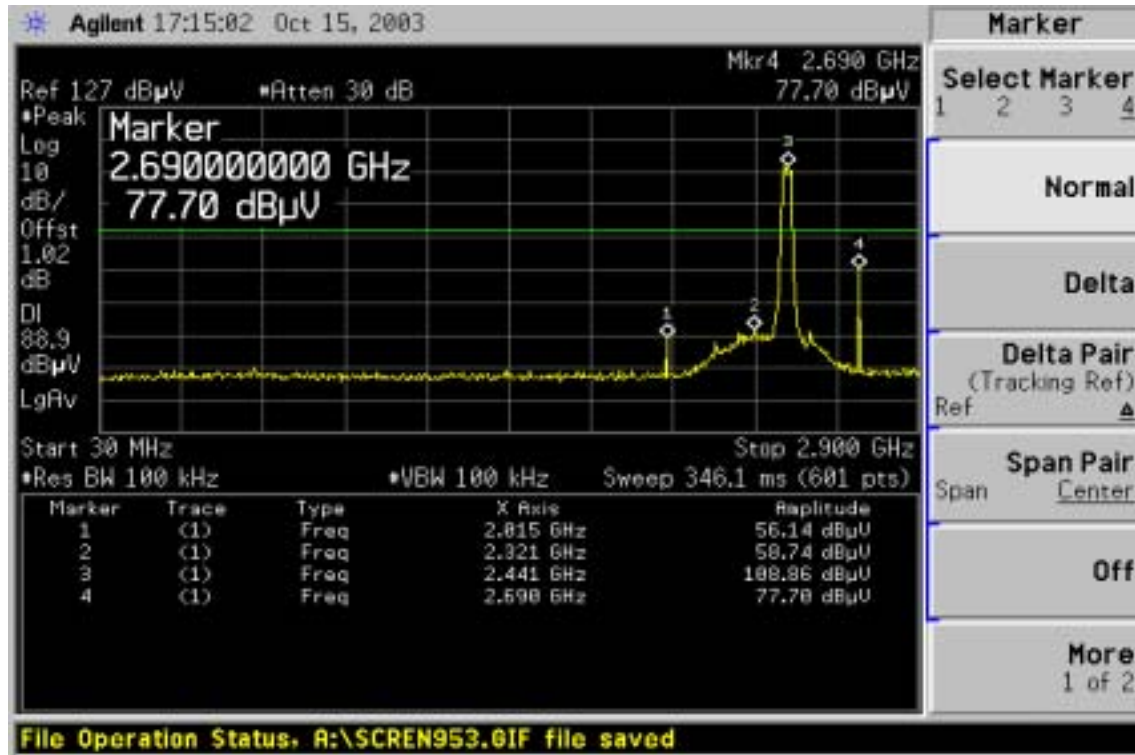 Agilent 17:15:02 Oct 15, 2003
Mkr4 2.690 GHz
Ref 127 dBµV *Atten 30 dB 77.70 dBµV
*Peak
Log
10
dB/
Offst
1.02
dB
DI
88.9
dBµV
LgAv
Marker
2.690000000 GHz
77.70 dBµV
1
2
3
4
Start 30 MHz Stop 2.900 GHz
*Res BW 100 kHz *VBW 100 kHz Sweep 346.1 ms (601 pts)
Marker Trace Type X Axis Amplitude
1 (1) Freq 2.015 GHz 56.14 dBµV
2 (1) Freq 2.321 GHz 58.74 dBµV
3 (1) Freq 2.441 GHz 108.86 dBµV
4 (1) Freq 2.690 GHz 77.70 dBµV
File Operation Status, A:\SCREN953.GIF file saved
Marker
Select Marker
1 2 3 4
Normal
Delta
Delta Pair
(Tracking Ref)
Ref Δ
Span Pair
Span Center
Off
More
1 of 2